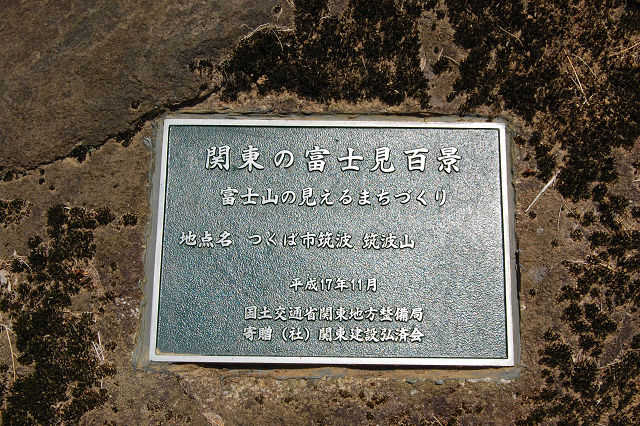 関東の富士見百景
富士山の見えるまちづくり
地点名 つくば市筑波、筑波山
平成17年11月
国土交通省関東地方整備局
寄贈（社）関東建設弘済会